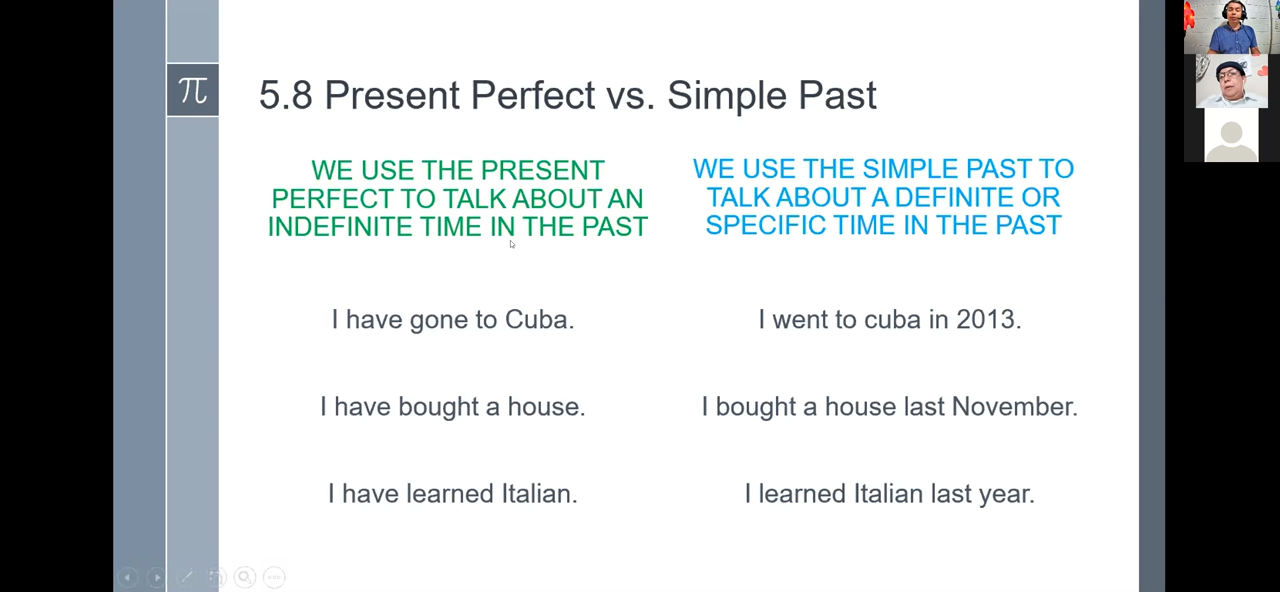 π
5.8 Present Perfect vs. Simple Past
WE USE THE PRESENT
PERFECT TO TALK ABOUT AN
INDEFINITE TIME IN THE PAST
WE USE THE SIMPLE PAST TO
TALK ABOUT A DEFINITE OR
SPECIFIC TIME IN THE PAST
I have gone to Cuba.
I went to cuba in 2013.
I have bought a house.
I bought a house last November.
I have learned Italian.
I learned Italian last year.